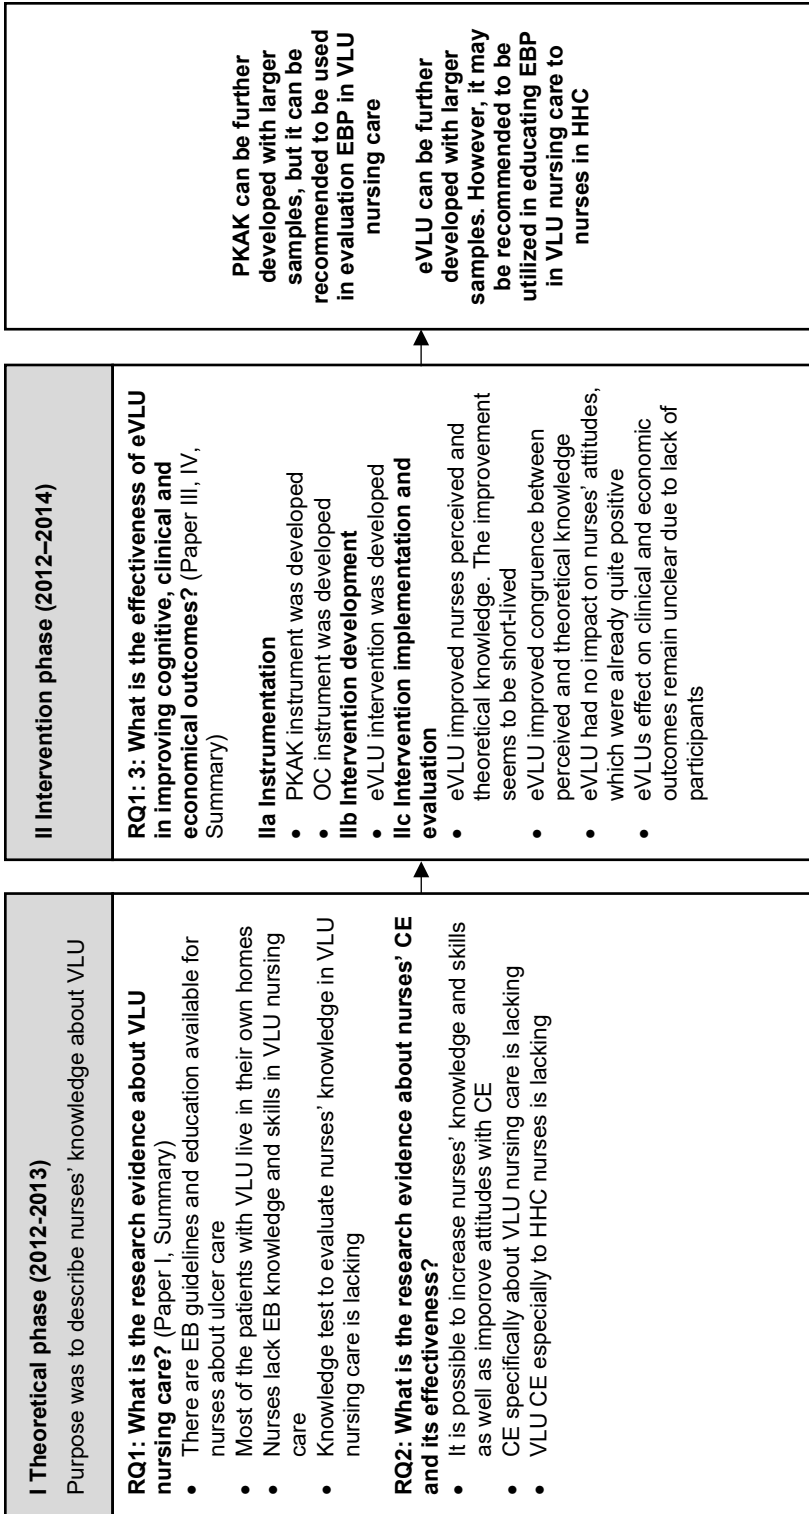 I Theoretical phase (2012-2013)
Purpose was to describe nurses' knowledge about VLU
RQ1: What is the research evidence about VLU
nursing care? (Paper I, Summary)
• There are EB guidelines and education available for
nurses about ulcer care
• Most of the patients with VLU live in their own homes
• Nurses lack EB knowledge and skills in VLU nursing
care
• Knowledge test to evaluate nurses' knowledge in VLU
nursing care is lacking
RQ2: What is the research evidence about nurses' CE
and its effectiveness?
• It is possible to increase nurses' knowledge and skills
as well as imporove attitudes with CE
• CE specifically about VLU nursing care is lacking
• VLU CE especially to HHC nurses is lacking
II Intervention phase (2012–2014)
RQ1: 3: What is the effectiveness of eVLU
in improving cognitive, clinical and
economical outcomes? (Paper III, IV,
Summary)
IIa Instrumentation
• PKAK instrument was developed
• OC instrument was developed
IIb Intervention development
• eVLU intervention was developed
IIc Intervention implementation and
evaluation
• eVLU improved nurses perceived and
theoretical knowledge. The improvement
seems to be short-lived
• eVLU improved congruence between
perceived and theoretical knowledge
• eVLU had no impact on nurses' attitudes,
which were already quite positive
• eVLUs effect on clinical and economic
outcomes remain unclear due to lack of
participants
PKAK can be further
developed with larger
samples, but it can be
recommended to be used
in evaluation EBP in VLU
nursing care
eVLU can be further
developed with larger
samples. However, it may
be recommended to be
utilized in educating EBP
in VLU nursing care to
nurses in HHC